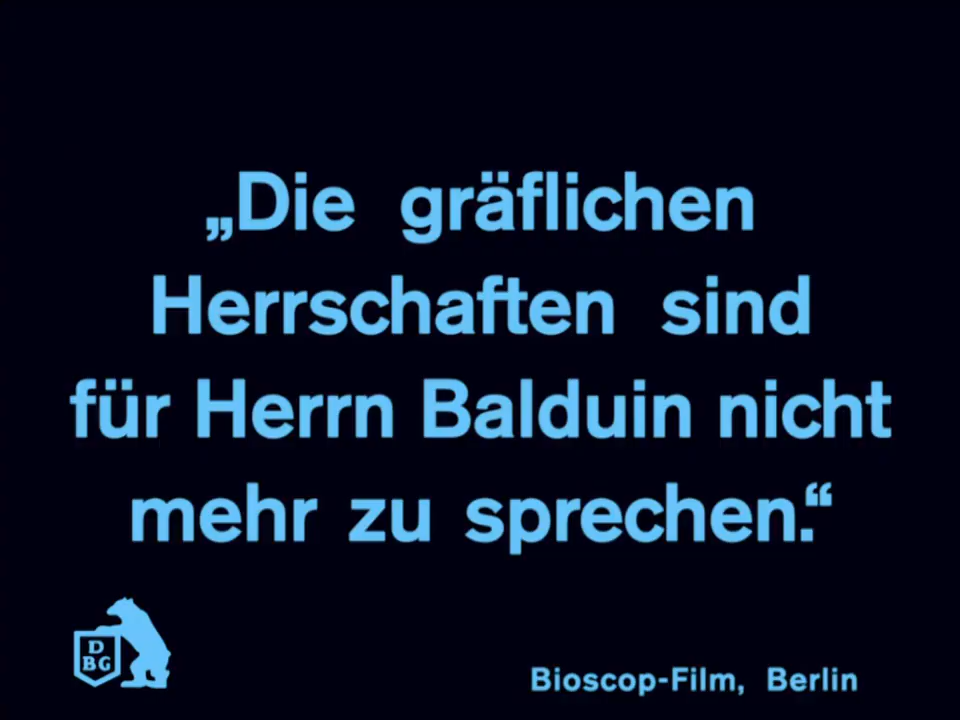 „Die gräflichen
Herrschaften sind
für Herrn Balduin nicht
mehr zu sprechen.“
D
BG
Bioscop-Film, Berlin